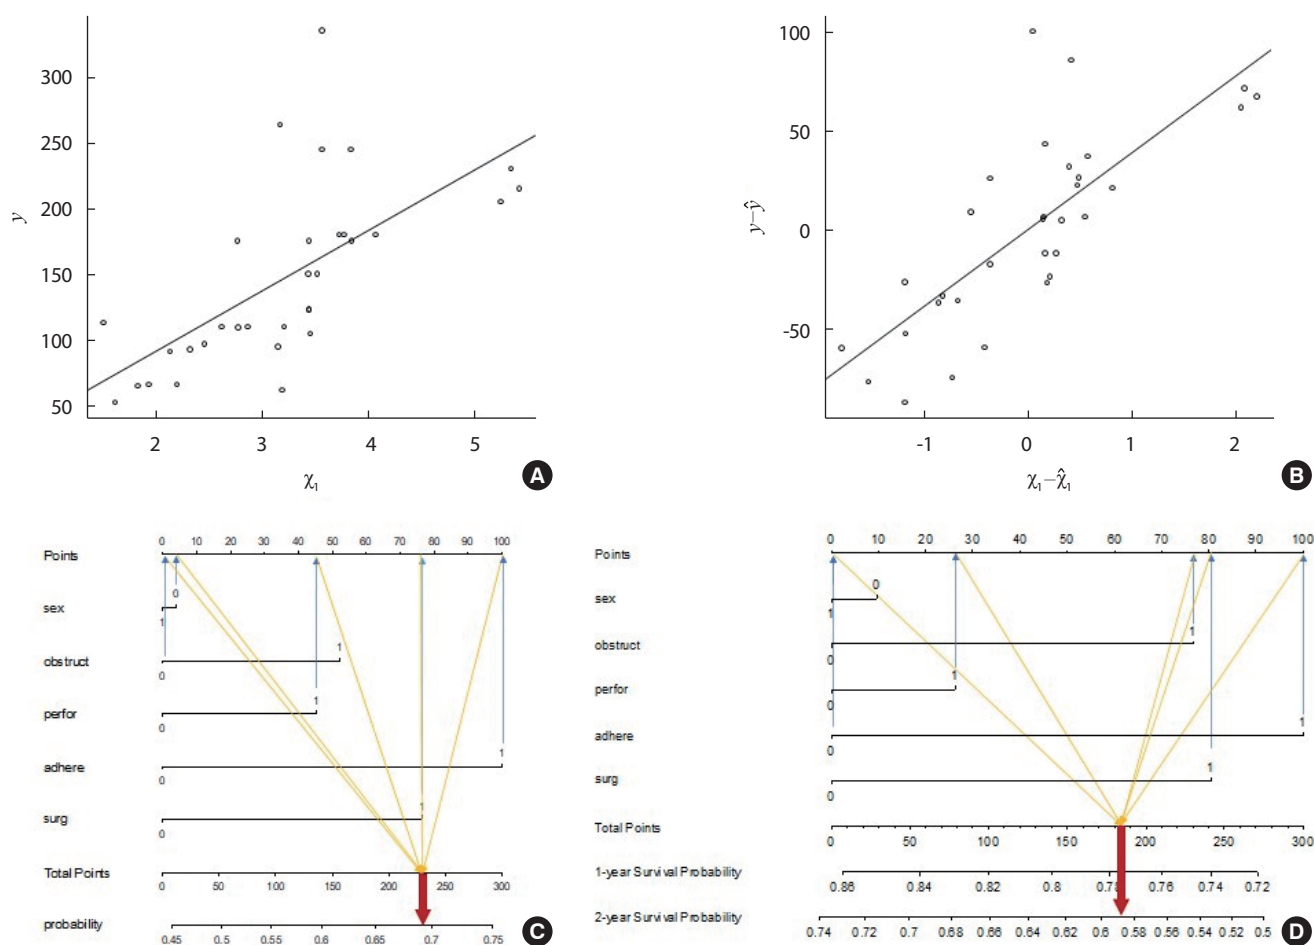 300
250
200
150
100
50
y
2
3
4
5
χ₁
A
100
50
0
-50
y−ŷ
-1
0
1
2
χ₁−χ̂₁
B
Points
0 10 20 30 40 50 60 70 80 90 100
sex
0
1
obstruct
1
0
perfor
1
0
adhere
1
0
surg
1
0
Total Points
0 50 100 150 200 250 300
probability
0.45 0.5 0.55 0.6 0.65 0.7 0.75
C
Points
0 10 20 30 40 50 60 70 80 90 100
sex
0
1
obstruct
1
0
perfor
1
0
adhere
1
0
surg
1
0
Total Points
0 50 100 200 250 300
1-year Survival Probability
0.86 0.84 0.82 0.8 0.76 0.74 0.72
2-year Survival Probability
0.74 0.72 0.7 0.68 0.66 0.64 0.62 0.6 0.58 0.56 0.54 0.52 0.5
D